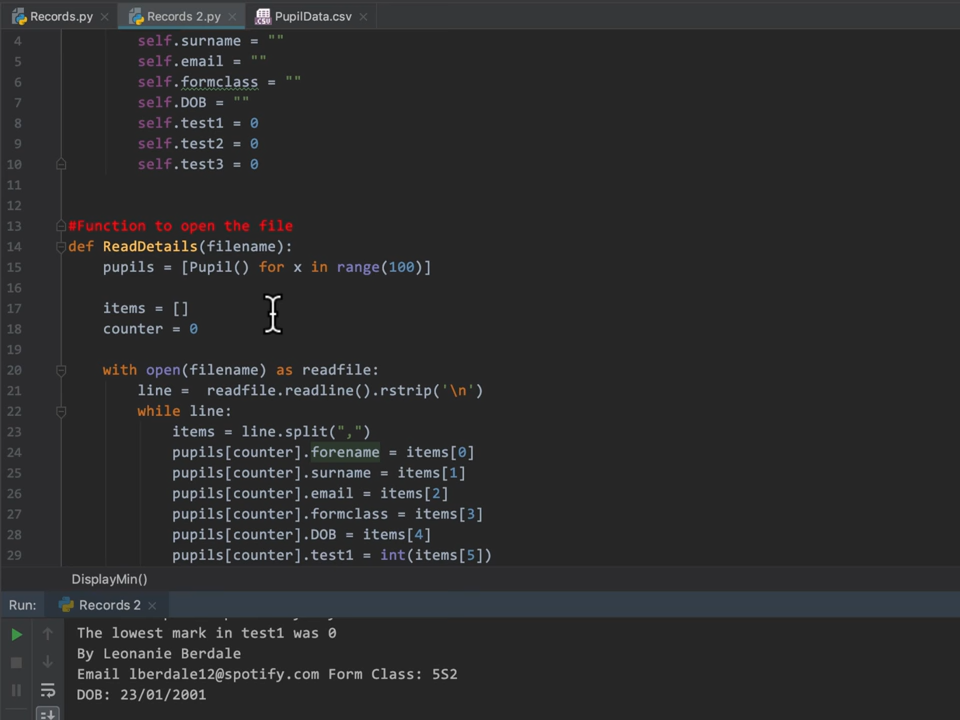 Records.py
Records 2.py
PupilData.csv
4 self.surname = ""
5 self.email = ""
6 self.formclass = ""
7 self.DOB = ""
8 self.test1 = 0
9 self.test2 = 0
10 self.test3 = 0
11
12
13 #Function to open the file
14 def ReadDetails(filename):
15 pupils = [Pupil() for x in range(100)]
16
17 items = []
18 counter = 0
19
20 with open(filename) as readfile:
21 line =  readfile.readline().rstrip('\n')
22 while line:
23 items = line.split(",")
24 pupils[counter].forename = items[0]
25 pupils[counter].surname = items[1]
26 pupils[counter].email = items[2]
27 pupils[counter].formclass = items[3]
28 pupils[counter].DOB = items[4]
29 pupils[counter].test1 = int(items[5])
DisplayMin()
Run: Records 2
The lowest mark in test1 was 0
By Leonanie Berdale
Email lberdale12@spotify.com Form Class: 5S2
DOB: 23/01/2001